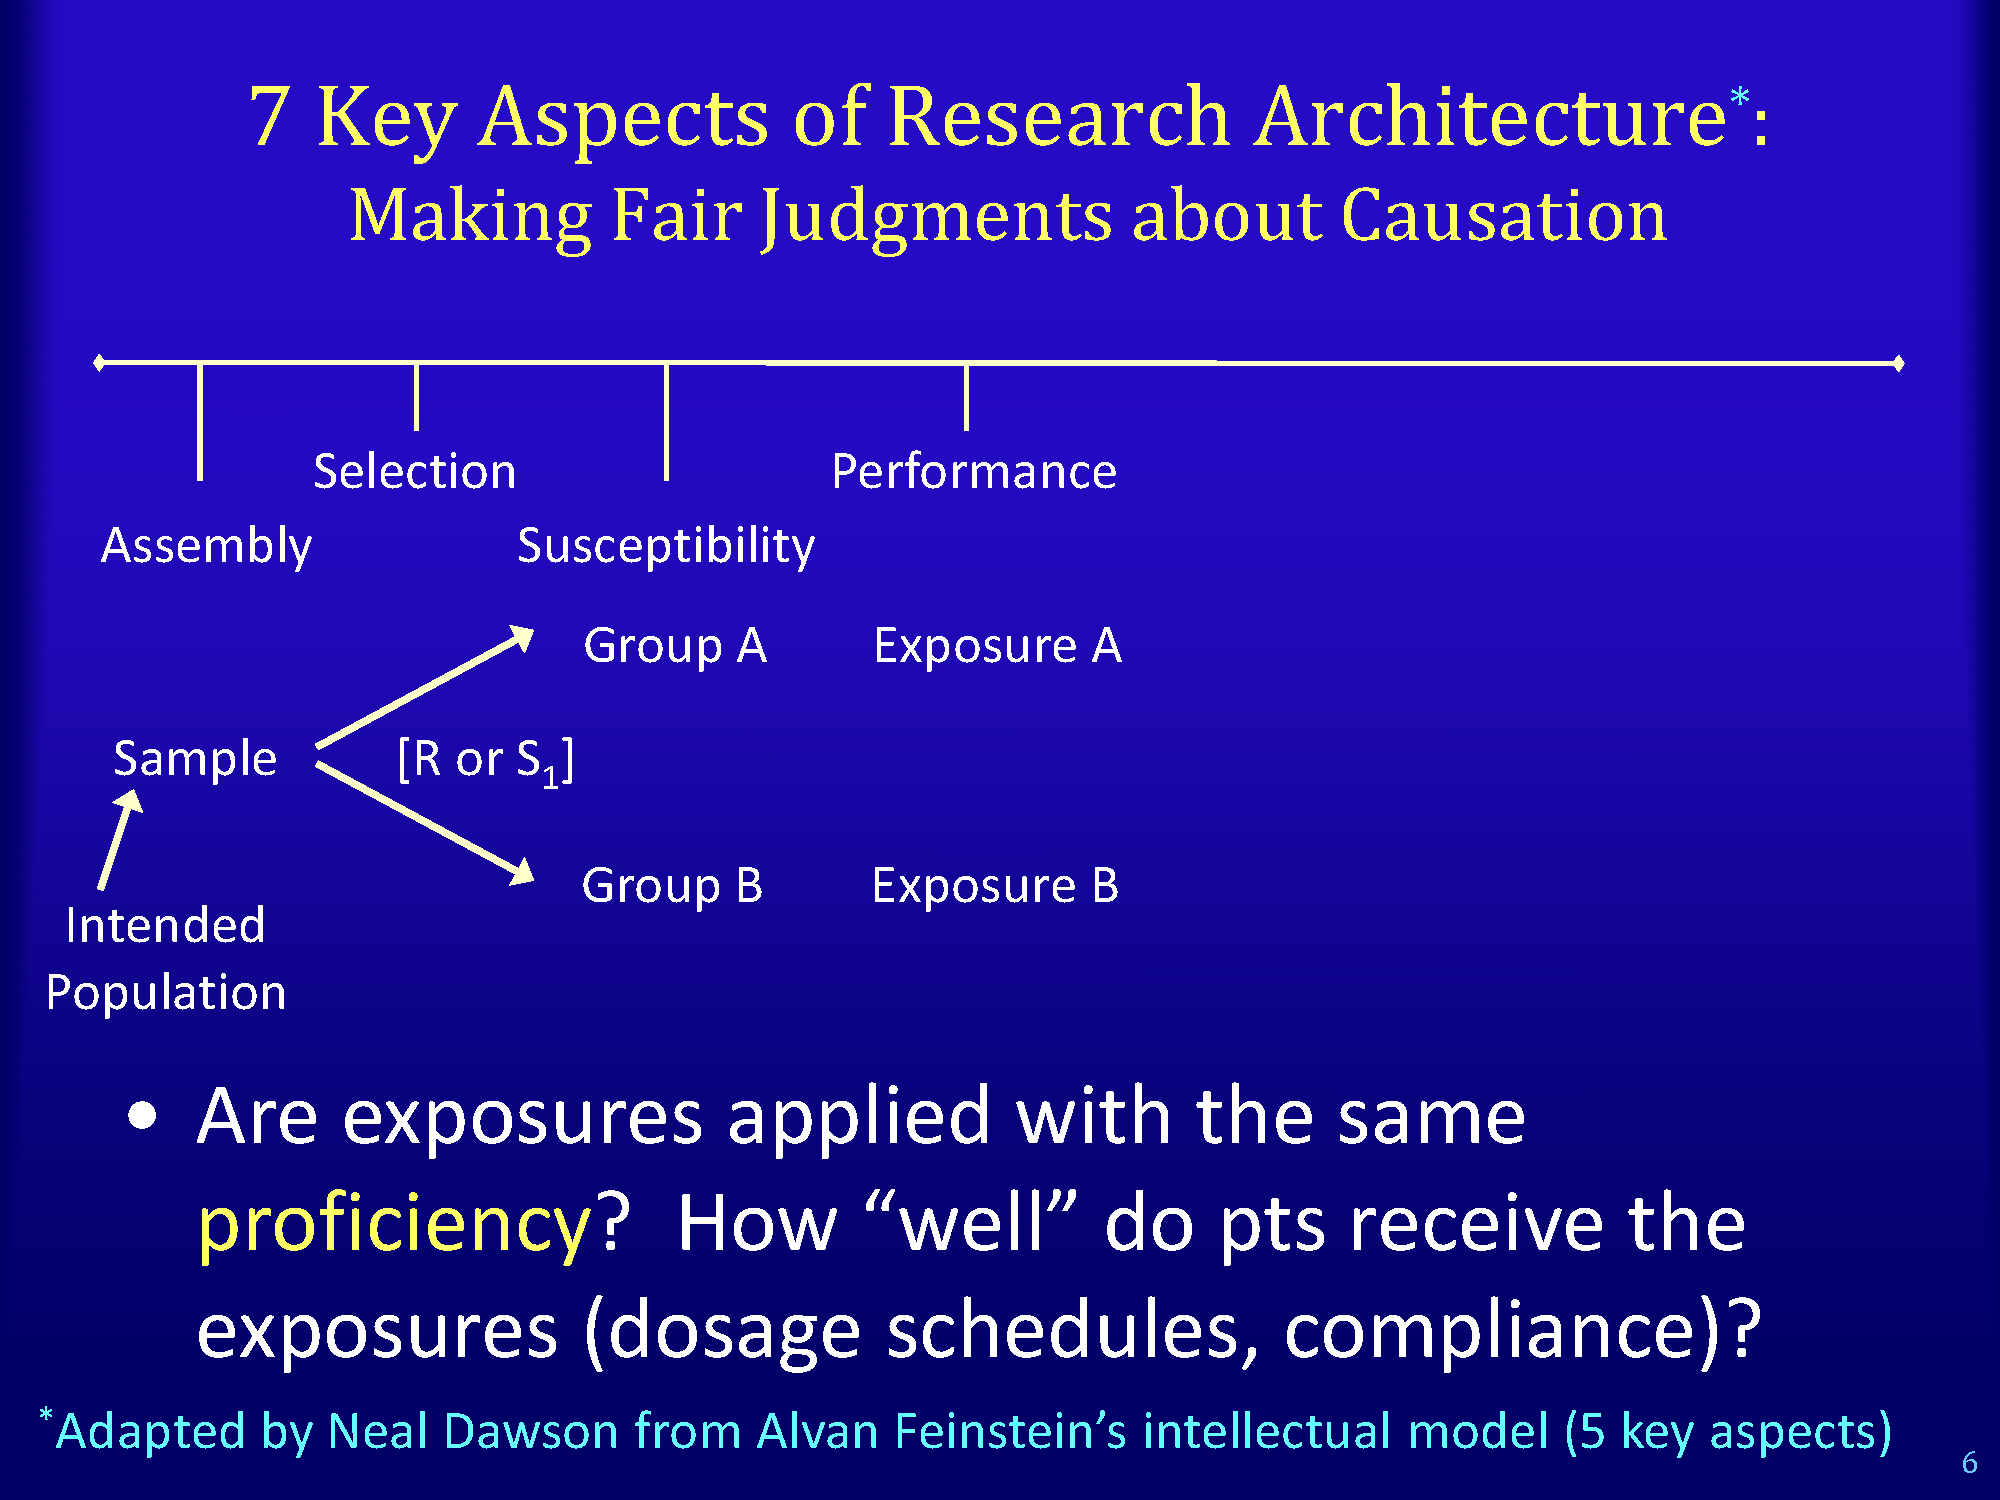 7 Key Aspects of Research Architecture*:
Making Fair Judgments about Causation
Selection Performance
Assembly Susceptibility
Group A Exposure A
Sample [R or S₁]
Group B Exposure B
Intended
Population
• Are exposures applied with the same
proficiency? How “well” do pts receive the
exposures (dosage schedules, compliance)?
*Adapted by Neal Dawson from Alvan Feinstein’s intellectual model (5 key aspects)
6